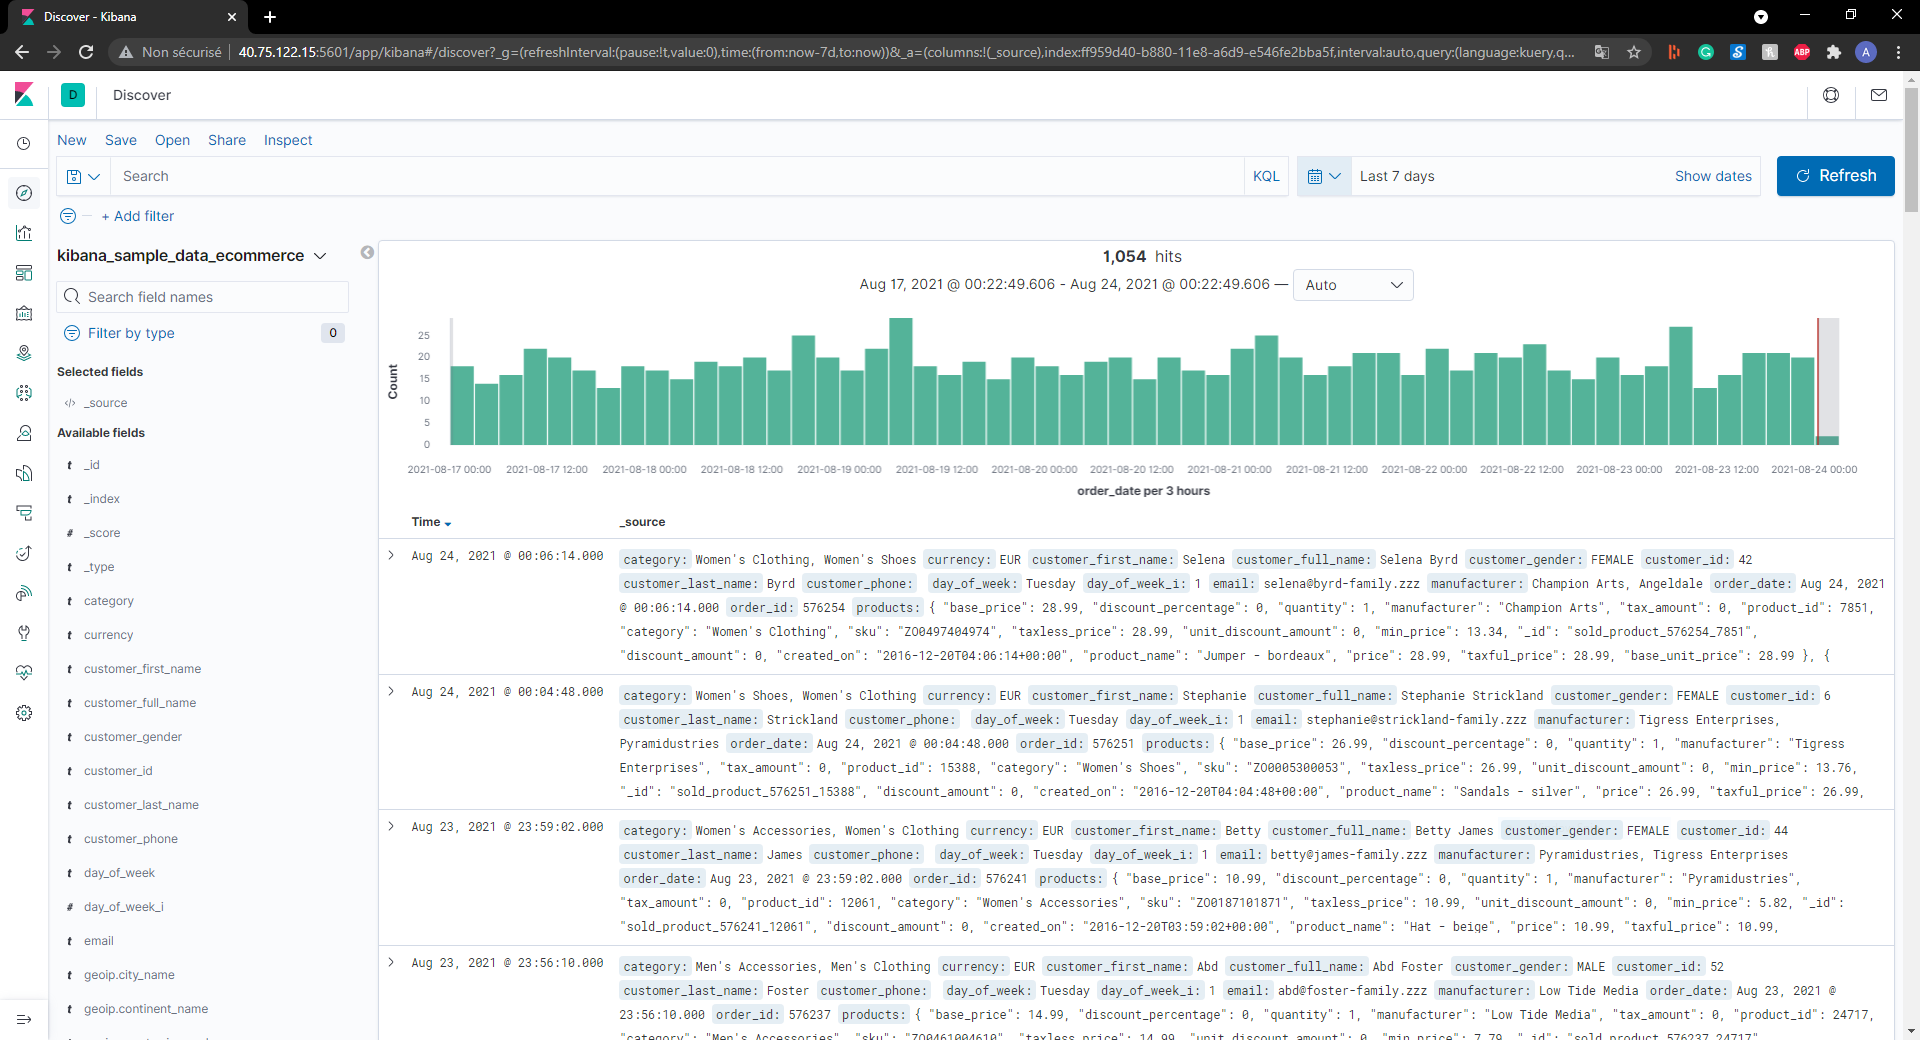 Discover - Kibana
Non sécurisé
40.75.122.15:5601/app/kibana#/discover?_g=(refreshInterval:(pause:!t,value:0),time:(from:now-7d,to:now))&_a=(columns:!(_source),index:ff959d40-b880-11e8-a6d9-e546fe2bba5f,interval:auto,query:(language:kuery,q...
ABP
A
D
Discover
New Save Open Share Inspect
Search
KQL
Last 7 days
Show dates
Refresh
+ Add filter
kibana_sample_data_ecommerce
Search field names
Filter by type 0
Selected fields
_source
Available fields
t _id
t _index
# _score
t _type
t category
t currency
t customer_first_name
t customer_full_name
t customer_gender
t customer_id
t customer_last_name
t customer_phone
t day_of_week
# day_of_week_i
t email
t geoip.city_name
t geoip.continent_name
1,054 hits
Aug 17, 2021 @ 00:22:49.606 - Aug 24, 2021 @ 00:22:49.606 — Auto
Count
25
20
15
10
5
0
2021-08-17 00:00 2021-08-17 12:00 2021-08-18 00:00 2021-08-18 12:00 2021-08-19 00:00 2021-08-19 12:00 2021-08-20 00:00 2021-08-20 12:00 2021-08-21 00:00 2021-08-21 12:00 2021-08-22 00:00 2021-08-22 12:00 2021-08-23 00:00 2021-08-23 12:00 2021-08-24 00:00
order_date per 3 hours
Time _source
Aug 24, 2021 @ 00:06:14.000
category: Women's Clothing, Women's Shoes currency: EUR customer_first_name: Selena customer_full_name: Selena Byrd customer_gender: FEMALE customer_id: 42
customer_last_name: Byrd customer_phone: day_of_week: Tuesday day_of_week_i: 1 email: selena@byrd-family.zzz manufacturer: Champion Arts, Angeldale order_date: Aug 24, 2021
@ 00:06:14.000 order_id: 576254 products: { "base_price": 28.99, "discount_percentage": 0, "quantity": 1, "manufacturer": "Champion Arts", "tax_amount": 0, "product_id": 7851,
"category": "Women's Clothing", "sku": "ZO0497404974", "taxless_price": 28.99, "unit_discount_amount": 0, "min_price": 13.34, "_id": "sold_product_576254_7851",
"discount_amount": 0, "created_on": "2016-12-20T04:06:14+00:00", "product_name": "Jumper - bordeaux", "price": 28.99, "taxful_price": 28.99, "base_unit_price": 28.99 }, {
Aug 24, 2021 @ 00:04:48.000
category: Women's Shoes, Women's Clothing currency: EUR customer_first_name: Stephanie customer_full_name: Stephanie Strickland customer_gender: FEMALE customer_id: 6
customer_last_name: Strickland customer_phone: day_of_week: Tuesday day_of_week_i: 1 email: stephanie@strickland-family.zzz manufacturer: Tigress Enterprises,
Pyramidustries order_date: Aug 24, 2021 @ 00:04:48.000 order_id: 576251 products: { "base_price": 26.99, "discount_percentage": 0, "quantity": 1, "manufacturer": "Tigress
Enterprises", "tax_amount": 0, "product_id": 15388, "category": "Women's Shoes", "sku": "ZO0005300053", "taxless_price": 26.99, "unit_discount_amount": 0, "min_price": 13.76,
"_id": "sold_product_576251_15388", "discount_amount": 0, "created_on": "2016-12-20T04:04:48+00:00", "product_name": "Sandals - silver", "price": 26.99, "taxful_price": 26.99,
Aug 23, 2021 @ 23:59:02.000
category: Women's Accessories, Women's Clothing currency: EUR customer_first_name: Betty customer_full_name: Betty James customer_gender: FEMALE customer_id: 44
customer_last_name: James customer_phone: day_of_week: Tuesday day_of_week_i: 1 email: betty@james-family.zzz manufacturer: Pyramidustries, Tigress Enterprises
order_date: Aug 23, 2021 @ 23:59:02.000 order_id: 576241 products: { "base_price": 10.99, "discount_percentage": 0, "quantity": 1, "manufacturer": "Pyramidustries",
"tax_amount": 0, "product_id": 12061, "category": "Women's Accessories", "sku": "ZO0187101871", "taxless_price": 10.99, "unit_discount_amount": 0, "min_price": 5.82, "_id":
"sold_product_576241_12061", "discount_amount": 0, "created_on": "2016-12-20T03:59:02+00:00", "product_name": "Hat - beige", "price": 10.99, "taxful_price": 10.99,
Aug 23, 2021 @ 23:56:10.000
category: Men's Accessories, Men's Clothing currency: EUR customer_first_name: Abd customer_full_name: Abd Foster customer_gender: MALE customer_id: 52
customer_last_name: Foster customer_phone: day_of_week: Tuesday day_of_week_i: 1 email: abd@foster-family.zzz manufacturer: Low Tide Media order_date: Aug 23, 2021 @
23:56:10.000 order_id: 576237 products: { "base_price": 14.99, "discount_percentage": 0, "quantity": 1, "manufacturer": "Low Tide Media", "tax_amount": 0, "product_id": 24717,
"category": "Men's Accessories", "sku": "ZO0461004610", "taxless_price": 14.99, "unit_discount_amount": 0, "min_price": 7.79, "_id": "sold_product_576237_24717",